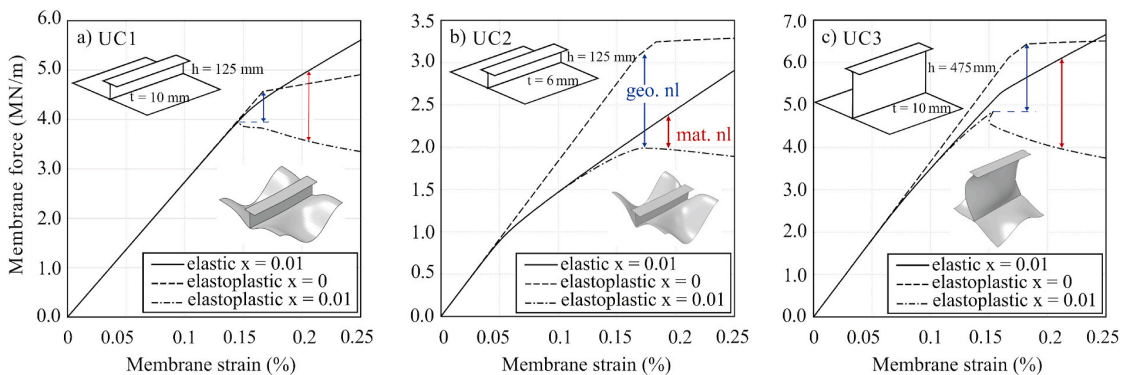 a) UC1
h = 125 mm
t = 10 mm
Membrane force (MN/m)
6.0
5.0
4.0
3.0
2.0
1.0
0.0
elastic x = 0.01
elastoplastic x = 0
elastoplastic x = 0.01
0 0.05 0.1 0.15 0.20 0.25
Membrane strain (%)
b) UC2
h = 125 mm
t = 6 mm
geo. nl
mat. nl
3.5
3.0
2.5
2.0
1.5
1.0
0.5
0.0
elastic x = 0.01
elastoplastic x = 0
elastoplastic x = 0.01
0 0.05 0.1 0.15 0.20 0.25
Membrane strain (%)
c) UC3
h = 475 mm
t = 10 mm
7.0
6.0
5.0
4.0
3.0
2.0
1.0
0.0
elastic x = 0.01
elastoplastic x = 0
elastoplastic x = 0.01
0 0.05 0.1 0.15 0.20 0.25
Membrane strain (%)